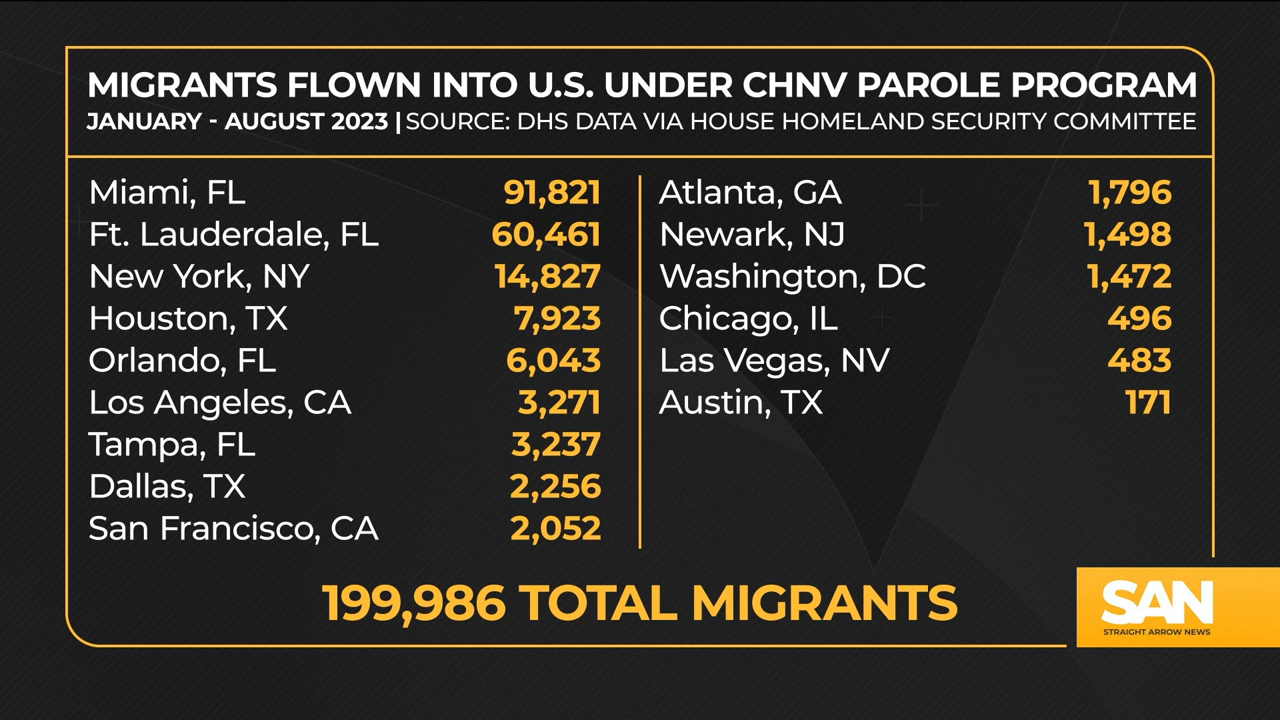 MIGRANTS FLOWN INTO U.S. UNDER CHNV PAROLE PROGRAM
JANUARY - AUGUST 2023 | SOURCE: DHS DATA VIA HOUSE HOMELAND SECURITY COMMITTEE
Miami, FL 91,821
Ft. Lauderdale, FL 60,461
New York, NY 14,827
Houston, TX 7,923
Orlando, FL 6,043
Los Angeles, CA 3,271
Tampa, FL 3,237
Dallas, TX 2,256
San Francisco, CA 2,052
Atlanta, GA 1,796
Newark, NJ 1,498
Washington, DC 1,472
Chicago, IL 496
Las Vegas, NV 483
Austin, TX 171
199,986 TOTAL MIGRANTS
SAN
STRAIGHT ARROW NEWS